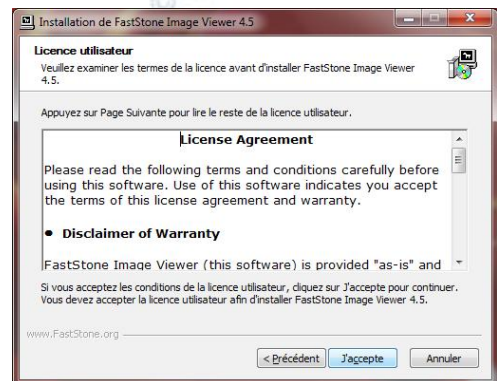 Installation de FastStone Image Viewer 4.5
Licence utilisateur
Veuillez examiner les termes de la licence avant d'installer FastStone Image Viewer
4.5.
Appuyez sur Page Suivante pour lire le reste de la licence utilisateur.
License Agreement
Please read the following terms and conditions carefully before
using this software. Use of this software indicates you accept
the terms of this license agreement and warranty.
• Disclaimer of Warranty
FastStone Image Viewer (this software) is provided "as-is" and
Si vous acceptez les conditions de la licence utilisateur, cliquez sur J'accepte pour continuer.
Vous devez accepter la licence utilisateur afin d'installer FastStone Image Viewer 4.5.
www.FastStone.org
< Précédent J'accepte Annuler